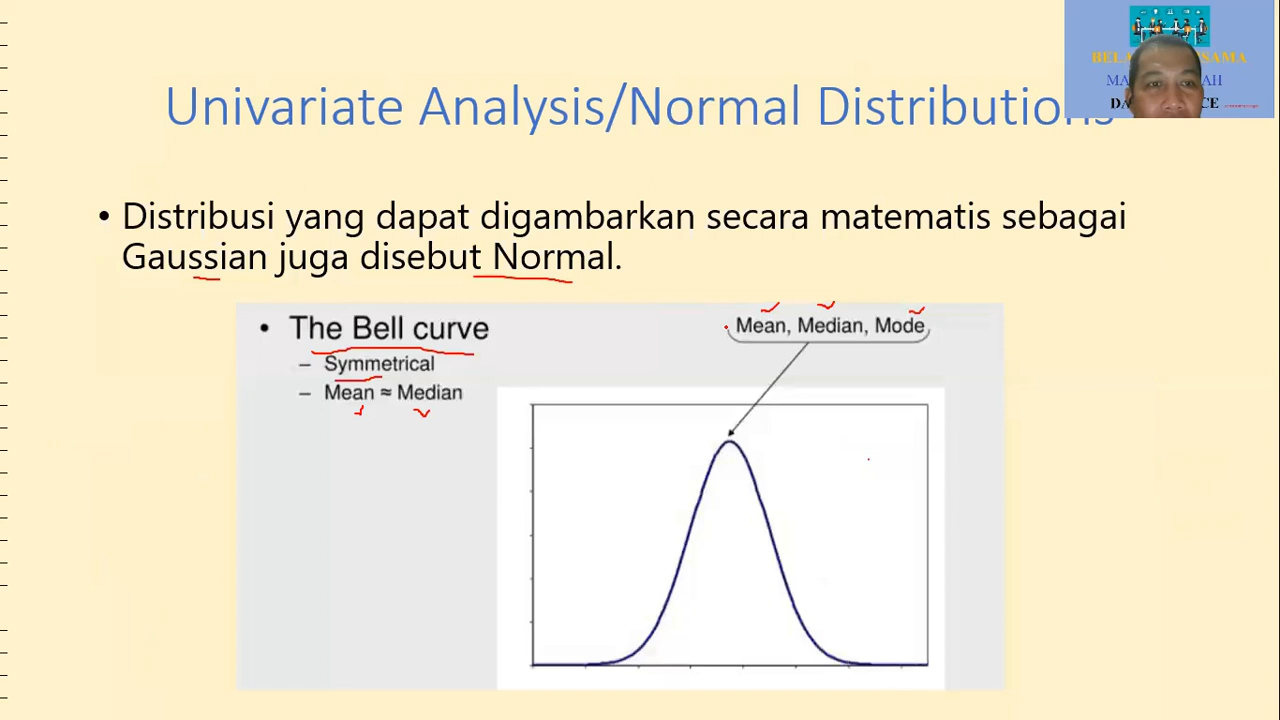 Univariate Analysis/Normal Distributions
• Distribusi yang dapat digambarkan secara matematis sebagai
Gaussian juga disebut Normal.
• The Bell curve
– Symmetrical
– Mean ≈ Median
Mean, Median, Mode